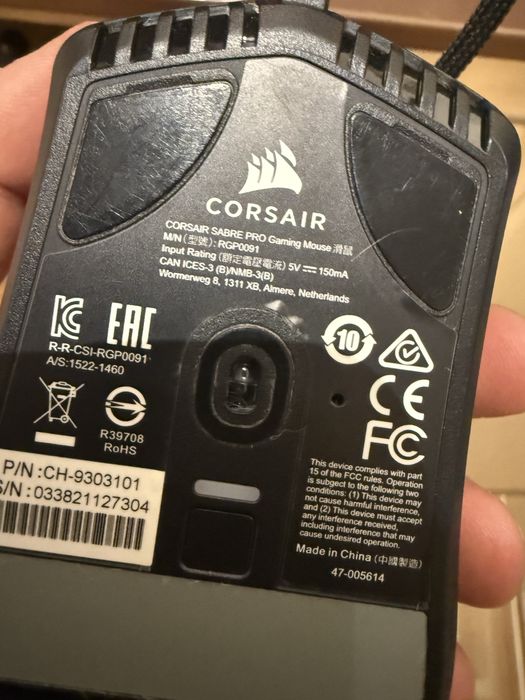 CORSAIR
CORSAIR SABRE PRO Gaming Mouse 滑鼠
M/N (型號): RGP0091
Input Rating (額定電壓電流) 5V ⎓ 150mA
CAN ICES-3 (B)/NMB-3(B)
Wormerweg 8, 1311 XB, Almere, Netherlands
KC EAC
R-R-CSI-RGP0091
A/S:1522-1460
10
CE
FC
R39708
RoHS
P/N :CH-9303101
S/N : 033821127304
This device complies with part
15 of the FCC rules. Operation
is subject to the following two
conditions: (1) This device may
not cause harmful interference,
and (2) This device must accept
any interference received,
including interference that may
cause undesired operation.
Made in China (中國製造)
47-005614